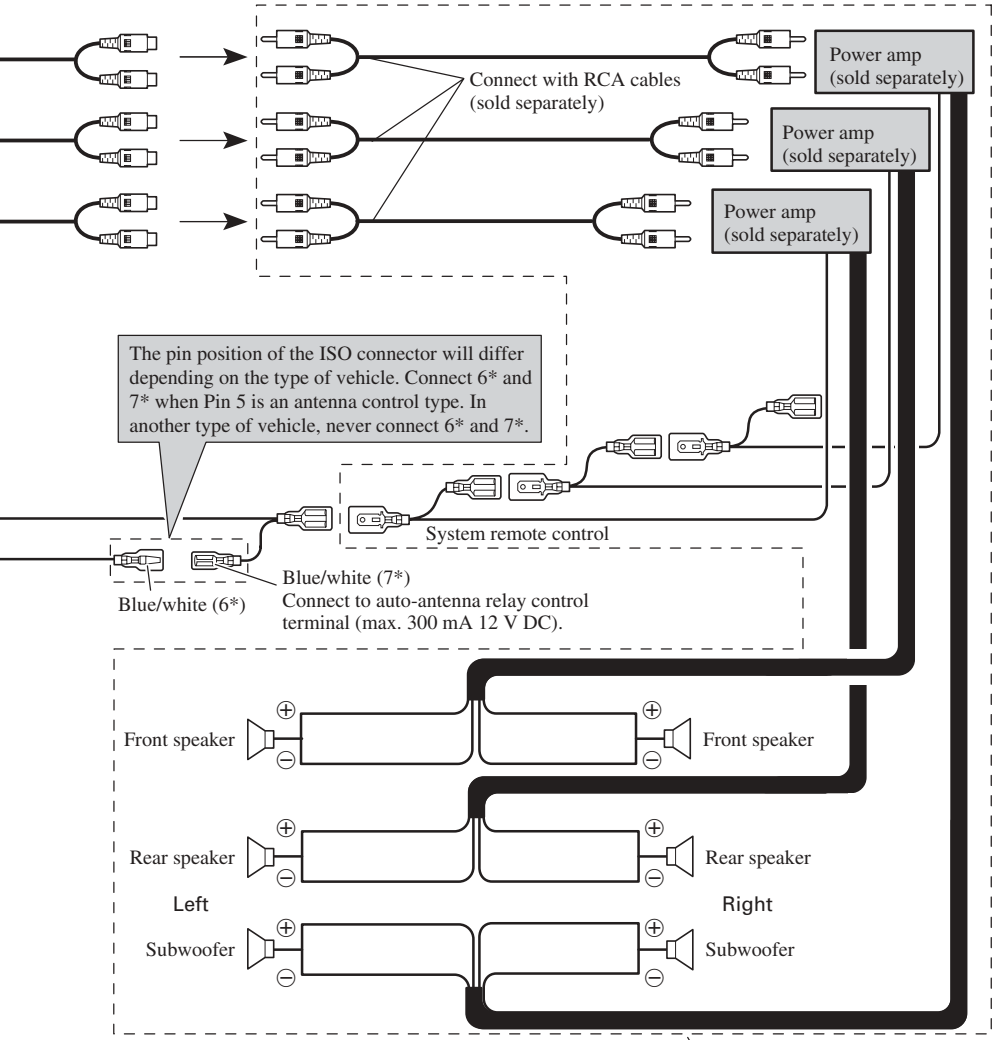 Power amp
(sold separately)
Connect with RCA cables
(sold separately)
Power amp
(sold separately)
Power amp
(sold separately)
The pin position of the ISO connector will differ
depending on the type of vehicle. Connect 6* and
7* when Pin 5 is an antenna control type. In
another type of vehicle, never connect 6* and 7*.
System remote control
Blue/white (7*)
Connect to auto-antenna relay control
terminal (max. 300 mA 12 V DC).
Blue/white (6*)
+ +
Front speaker Front speaker
− −
+ +
Rear speaker Rear speaker
− −
Left Right
+ +
Subwoofer Subwoofer
− −